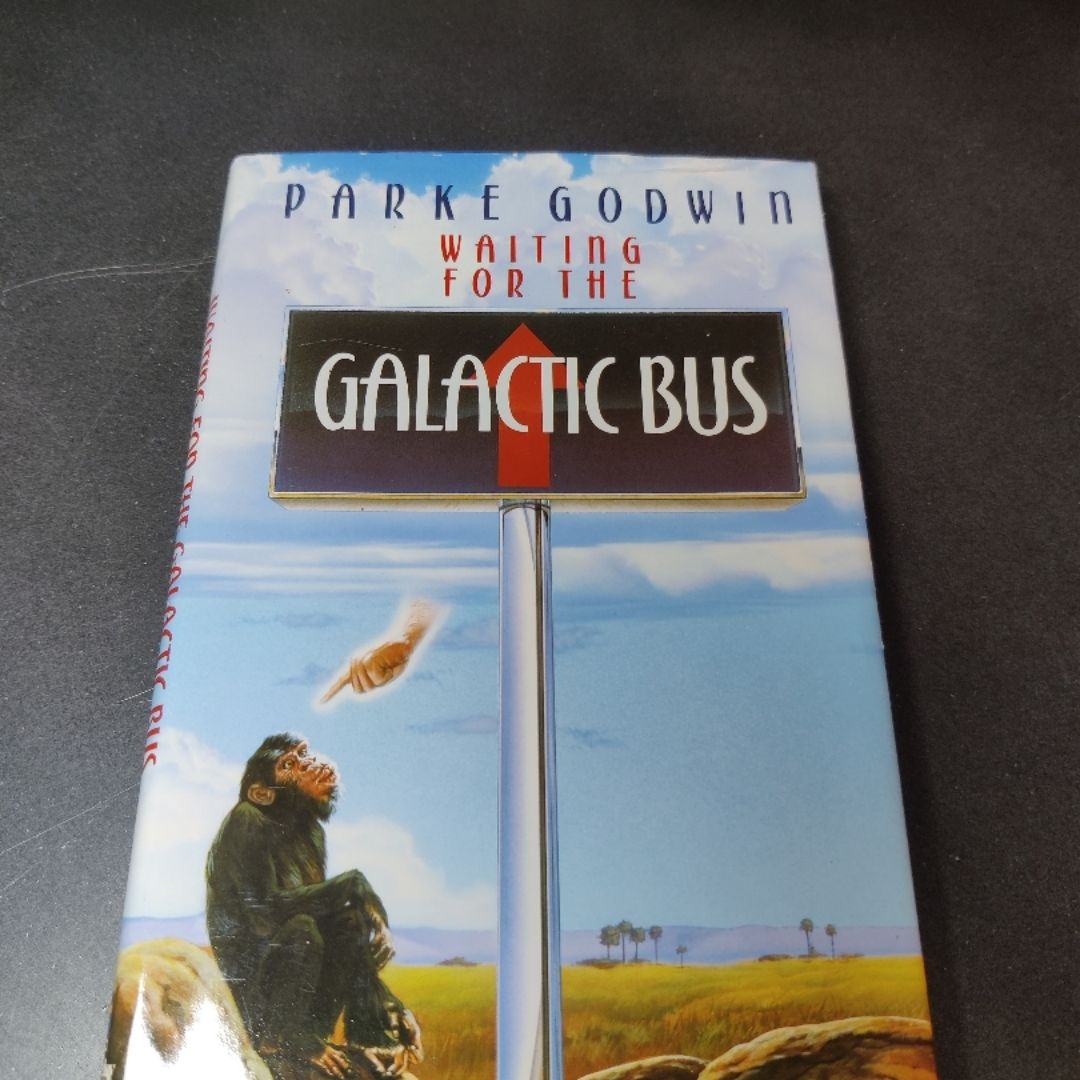 PARKE GODWIN
WAITING
FOR THE
GALACTIC BUS
WAITING FOR THE GALACTIC BUS